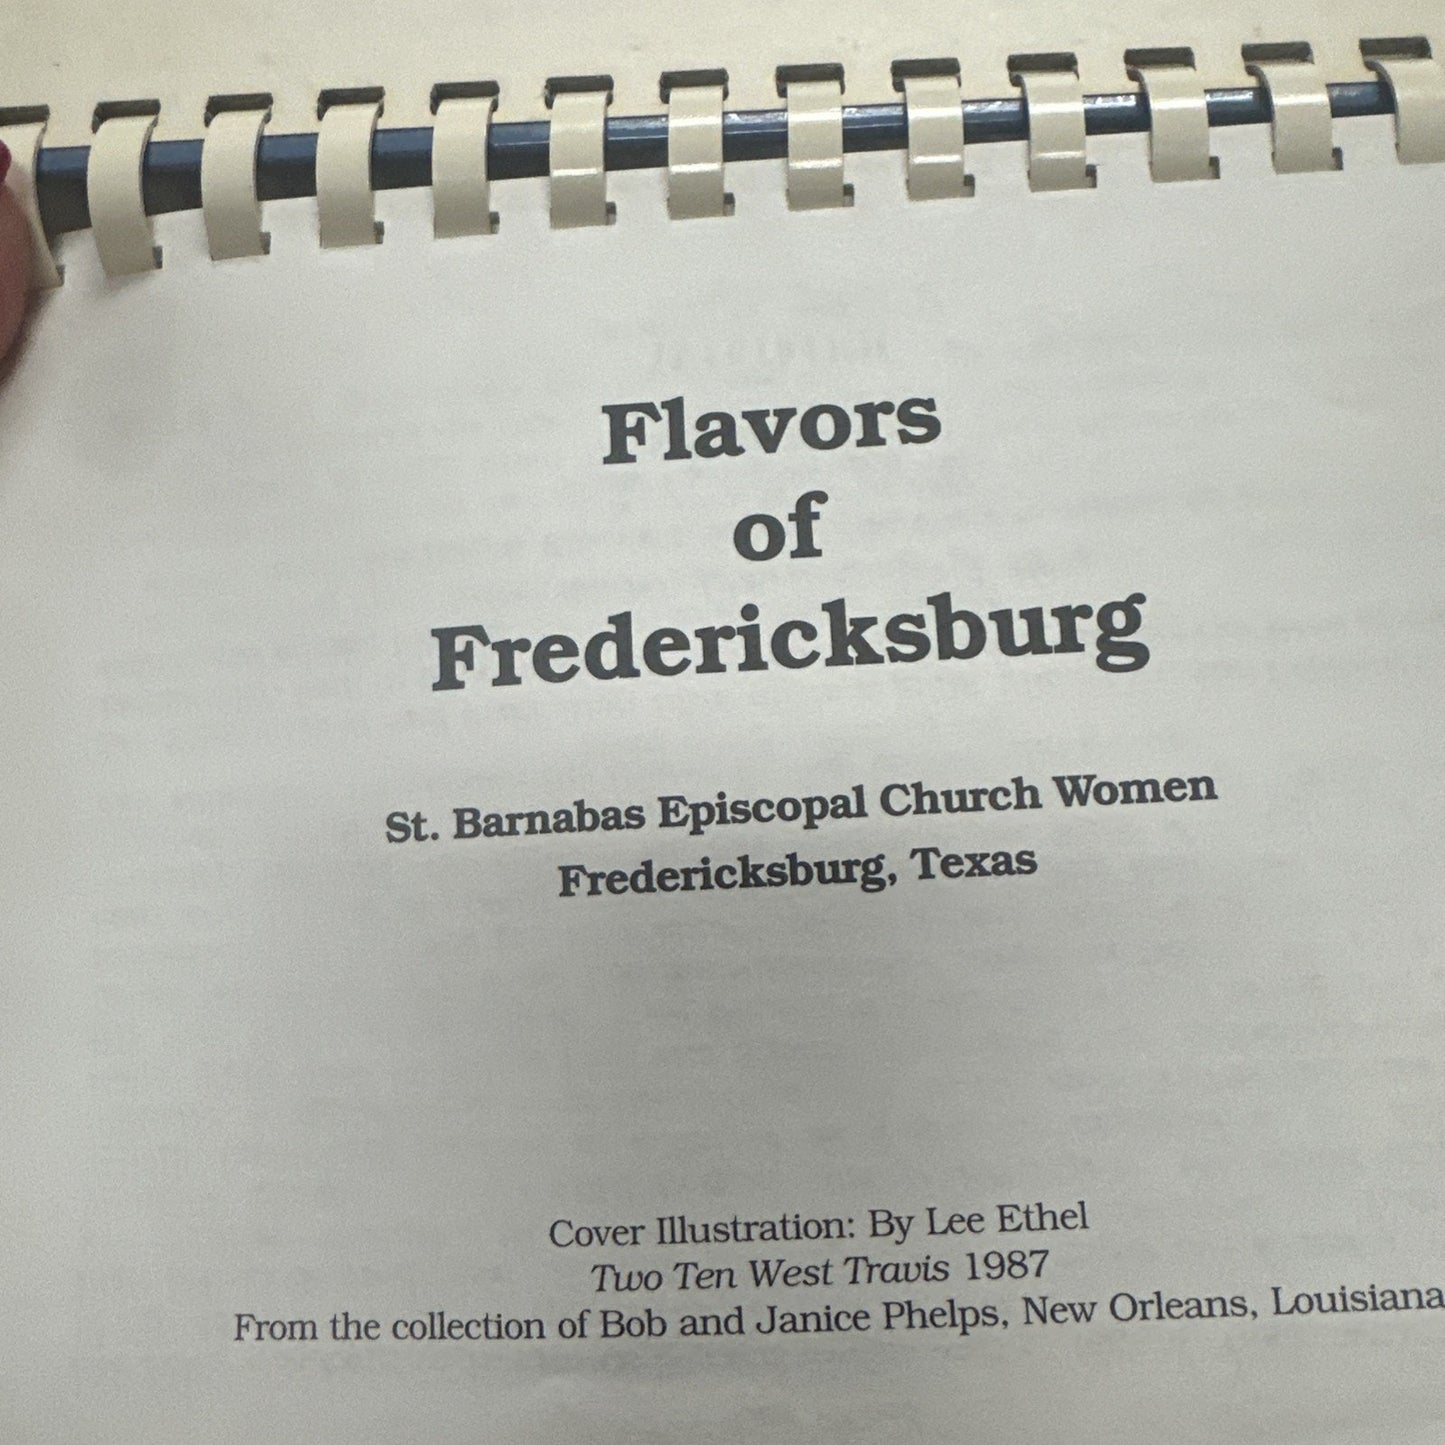 Flavors
of
Fredericksburg
St. Barnabas Episcopal Church Women
Fredericksburg, Texas
Cover Illustration: By Lee Ethel
Two Ten West Travis 1987
From the collection of Bob and Janice Phelps, New Orleans, Louisiana